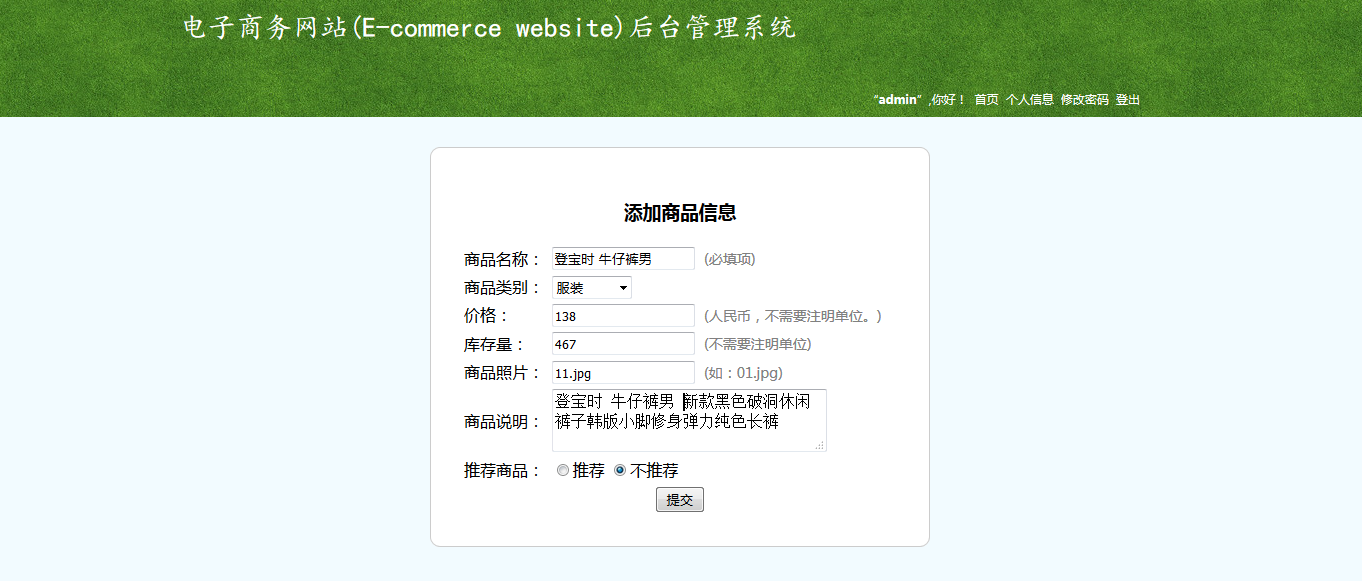 电子商务网站(E-commerce website)后台管理系统
“admin” ,你好！ 首页 个人信息 修改密码 登出
添加商品信息
商品名称： 登宝时 牛仔裤男 (必填项)
商品类别： 服装
价格： 138 (人民币，不需要注明单位。)
库存量： 467 (不需要注明单位)
商品照片： 11.jpg (如：01.jpg)
商品说明： 登宝时 牛仔裤男 新款黑色破洞休闲
裤子韩版小脚修身弹力纯色长裤
推荐商品： 推荐 不推荐
提交